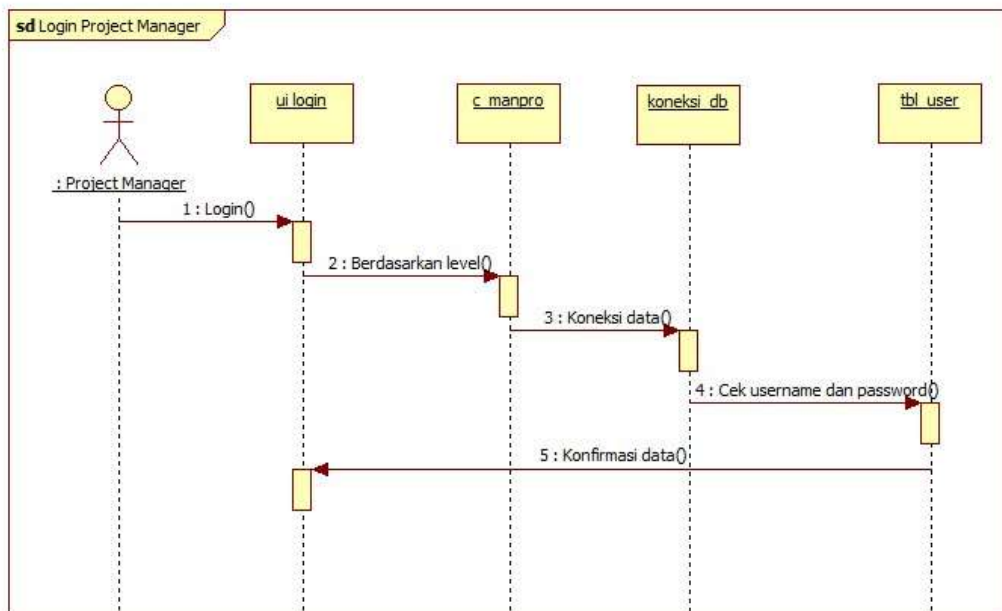 sd Login Project Manager
ui login
c_manpro
koneksi_db
tbl_user
: Project Manager
1 : Login()
2 : Berdasarkan level()
3 : Koneksi data()
4 : Cek username dan password()
5 : Konfirmasi data()